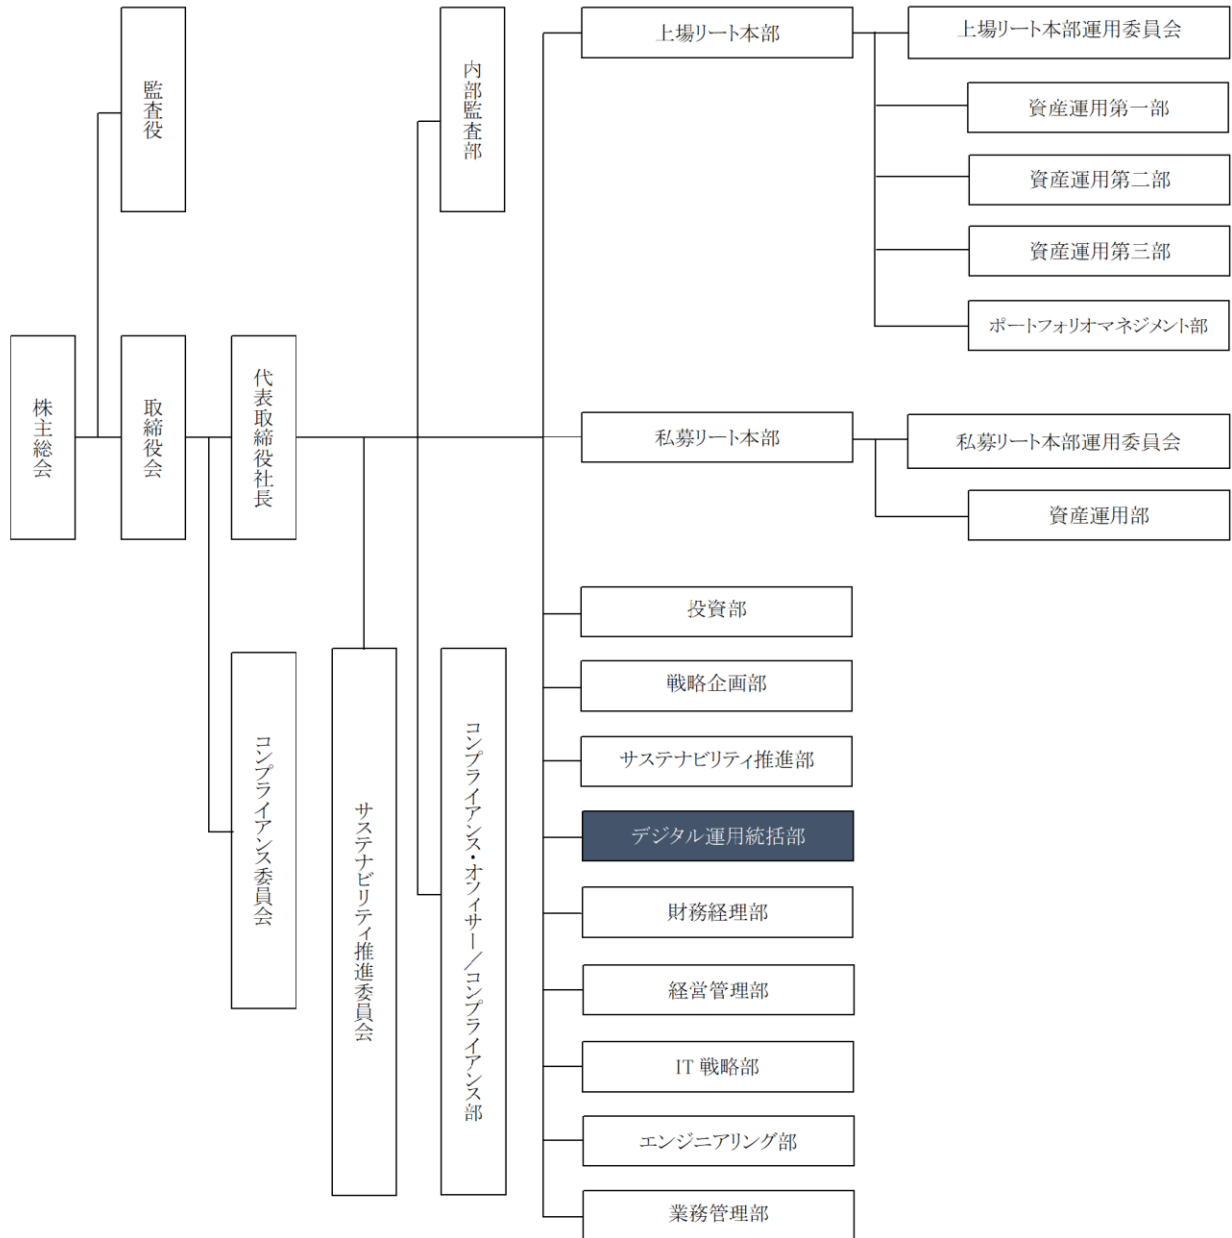 株主総会
監査役
取締役会
代表取締役社長
コンプライアンス委員会
サステナビリティ推進委員会
内部監査部
コンプライアンス・オフィサー/コンプライアンス部
上場リート本部
上場リート本部運用委員会
資産運用第一部
資産運用第二部
資産運用第三部
ポートフォリオマネジメント部
私募リート本部
私募リート本部運用委員会
資産運用部
投資部
戦略企画部
サステナビリティ推進部
デジタル運用統括部
財務経理部
経営管理部
IT 戦略部
エンジニアリング部
業務管理部